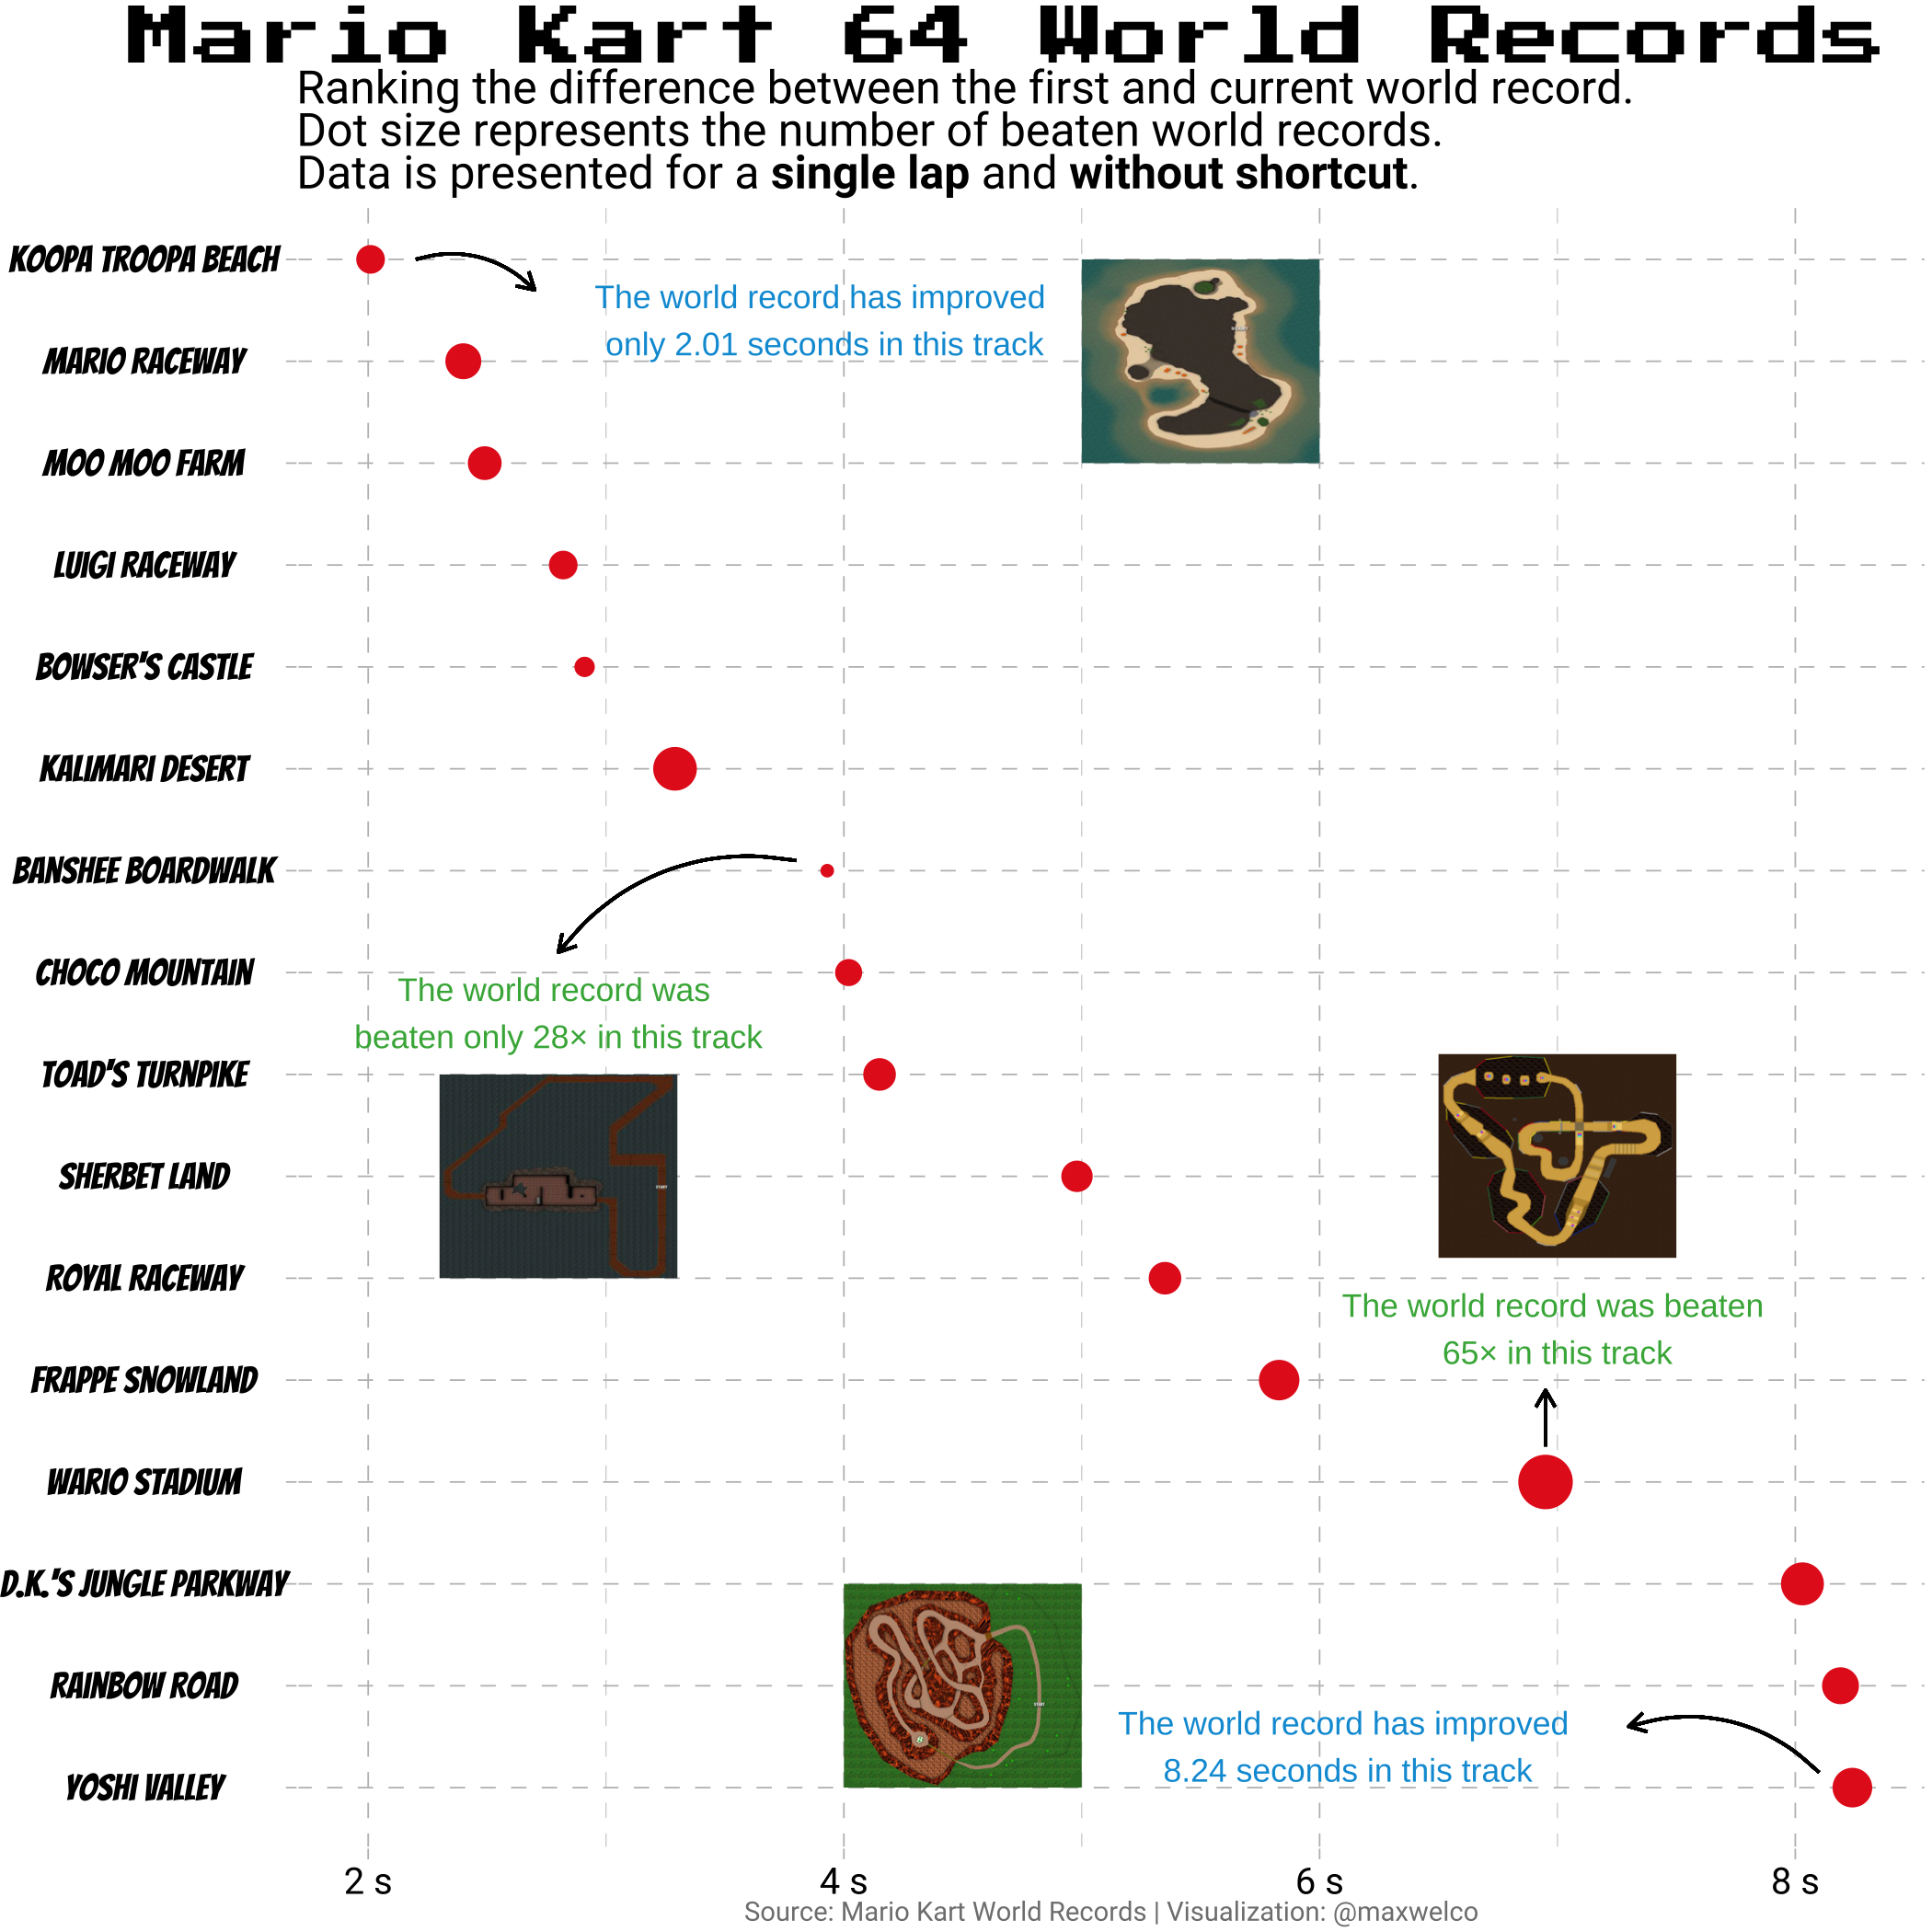 Mario Kart 64 World Records
Ranking the difference between the first and current world record.
Dot size represents the number of beaten world records.
Data is presented for a single lap and without shortcut.
KOOPA TROOPA BEACH
The world record has improved
only 2.01 seconds in this track
MARIO RACEWAY
MOO MOO FARM
LUIGI RACEWAY
BOWSER'S CASTLE
KALIMARI DESERT
BANSHEE BOARDWALK
CHOCO MOUNTAIN
The world record was
beaten only 28× in this track
TOAD'S TURNPIKE
SHERBET LAND
START
ROYAL RACEWAY
The world record was beaten
65× in this track
FRAPPE SNOWLAND
WARIO STADIUM
D.K.'S JUNGLE PARKWAY
RAINBOW ROAD
START
The world record has improved
8.24 seconds in this track
YOSHI VALLEY
2 s
4 s
6 s
8 s
Source: Mario Kart World Records | Visualization: @maxwelco